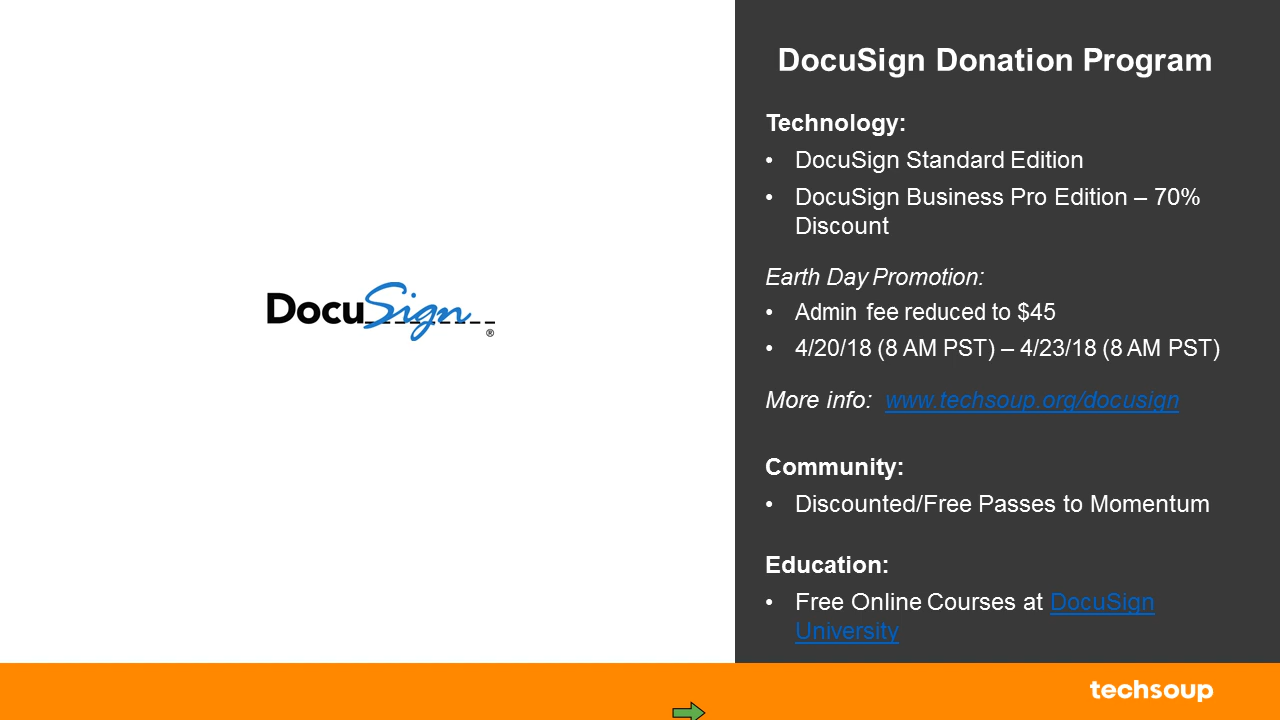 DocuSign
®
DocuSign Donation Program
Technology:
• DocuSign Standard Edition
• DocuSign Business Pro Edition – 70%
Discount
Earth Day Promotion:
• Admin fee reduced to $45
• 4/20/18 (8 AM PST) – 4/23/18 (8 AM PST)
More info: www.techsoup.org/docusign
Community:
• Discounted/Free Passes to Momentum
Education:
• Free Online Courses at DocuSign
University
techsoup